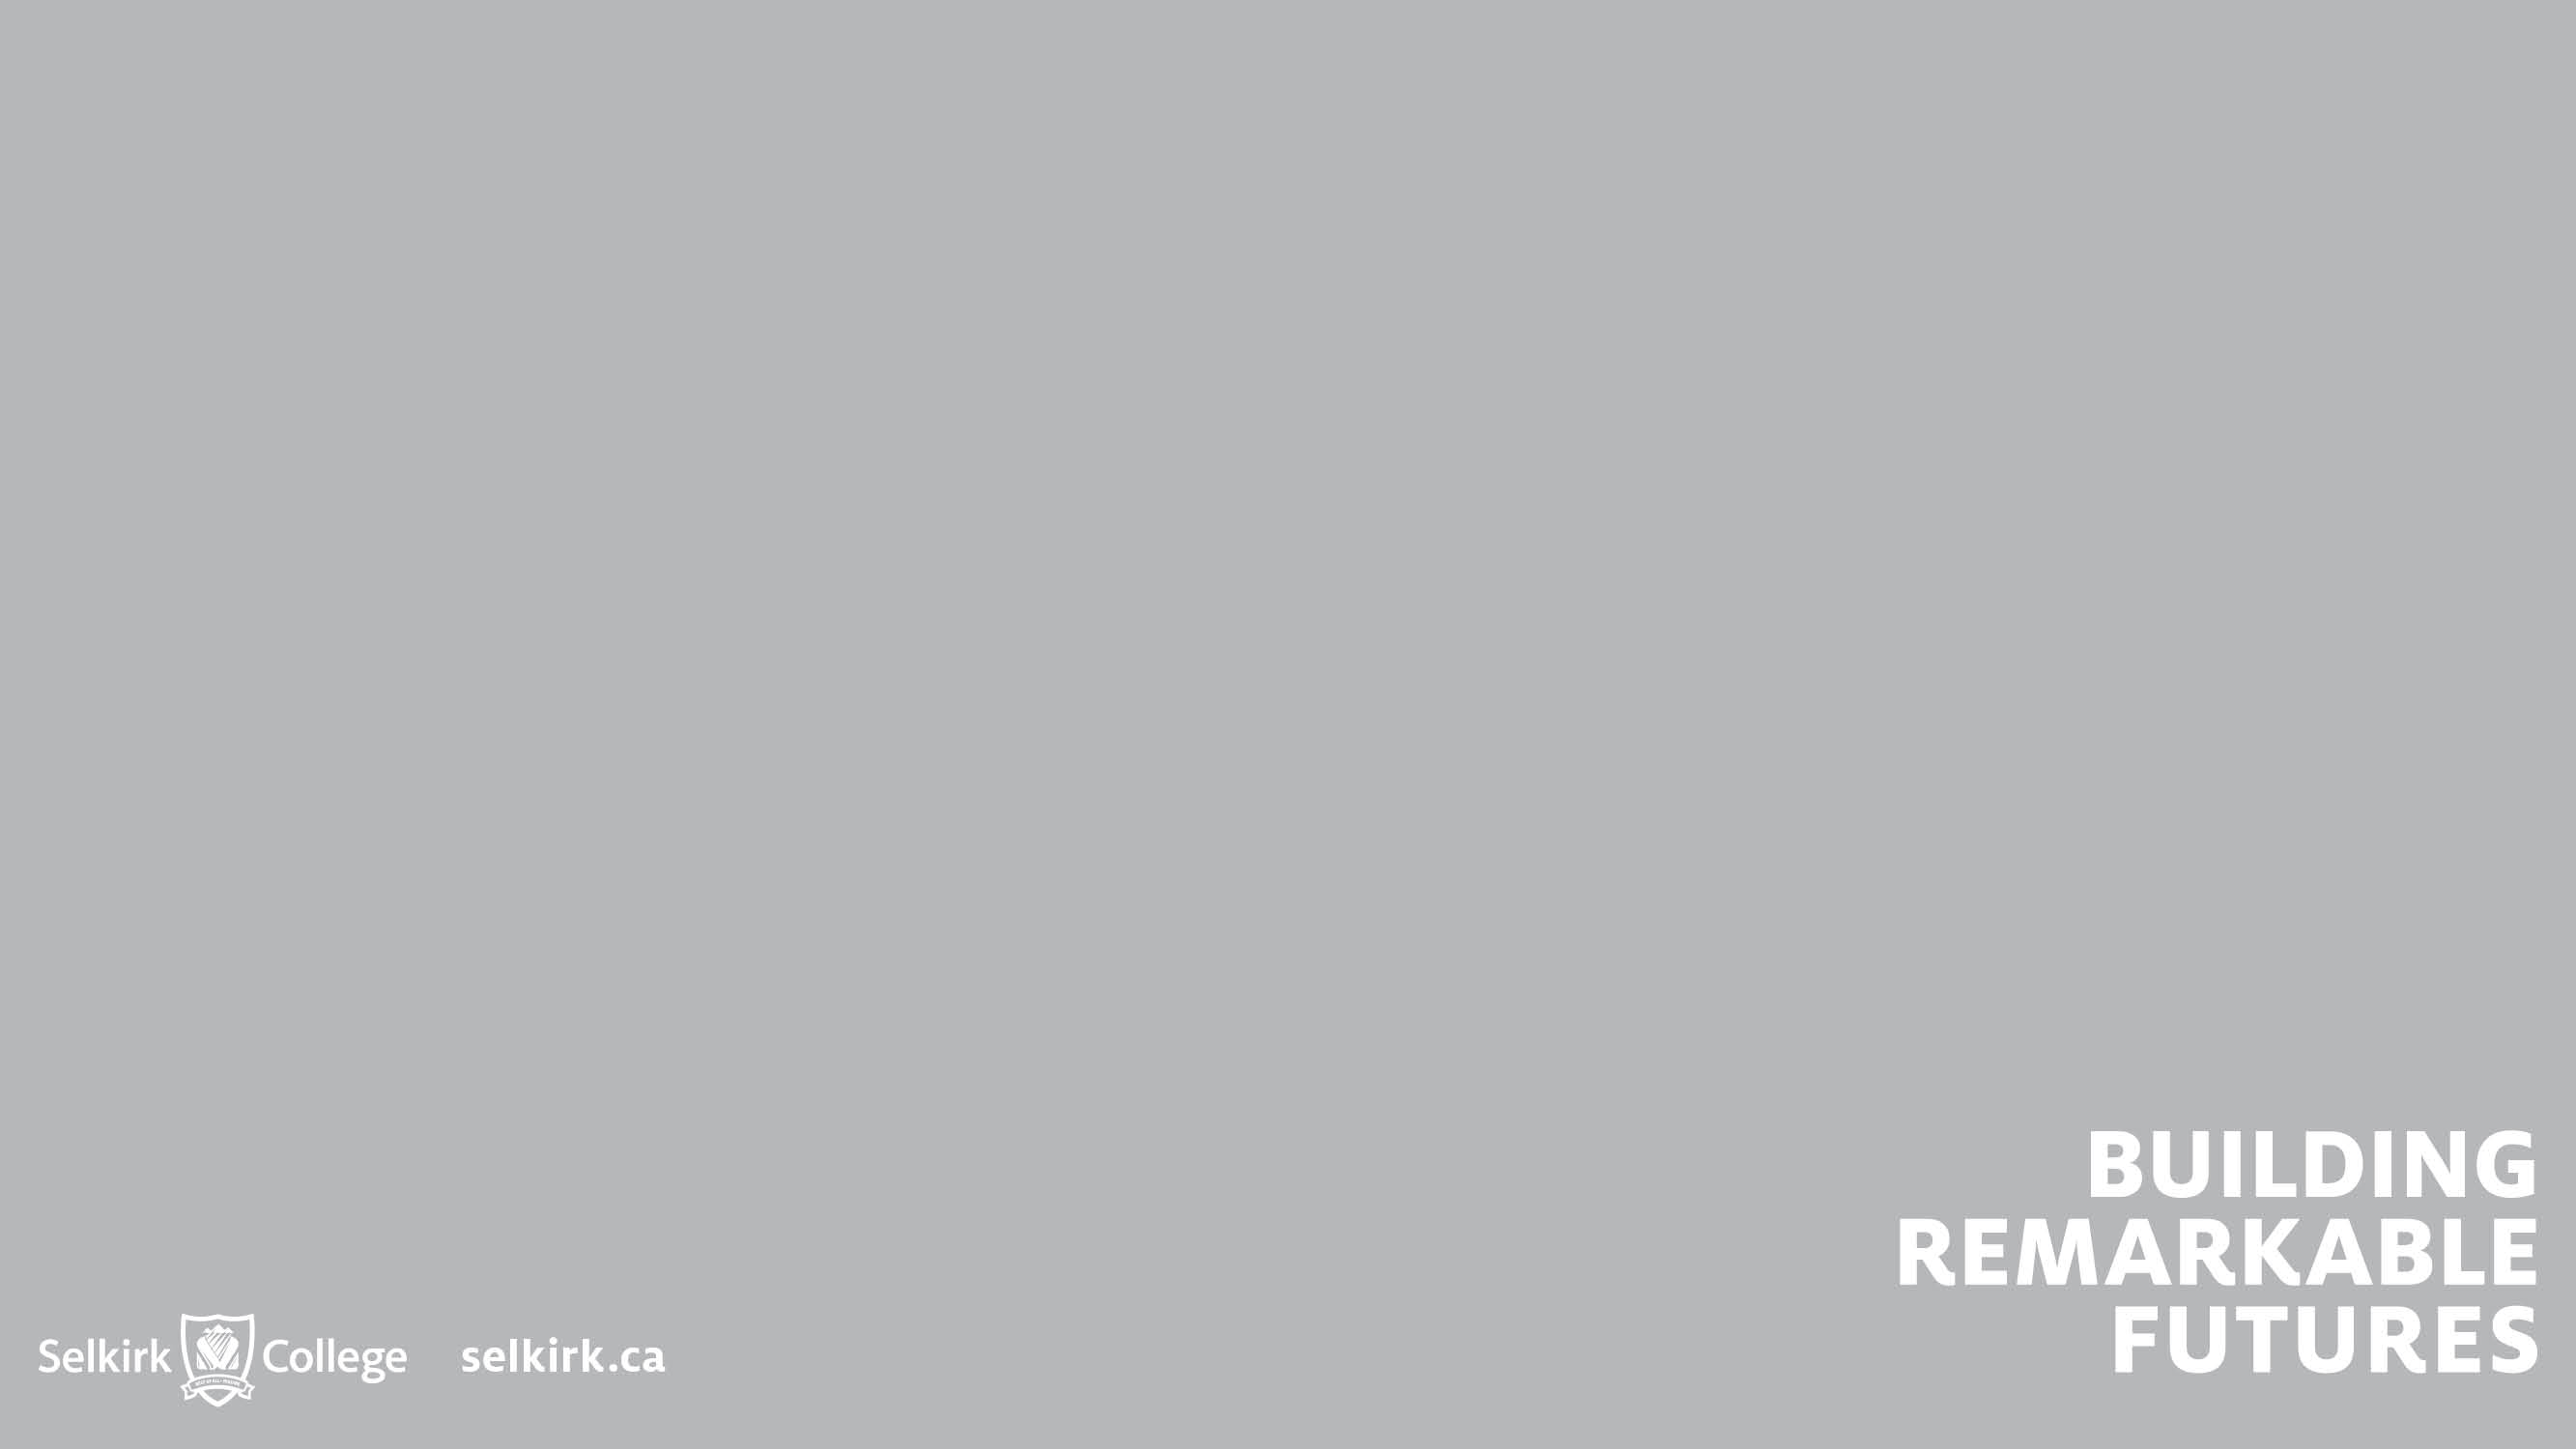 BUILDING
REMARKABLE
FUTURES
Selkirk College selkirk.ca